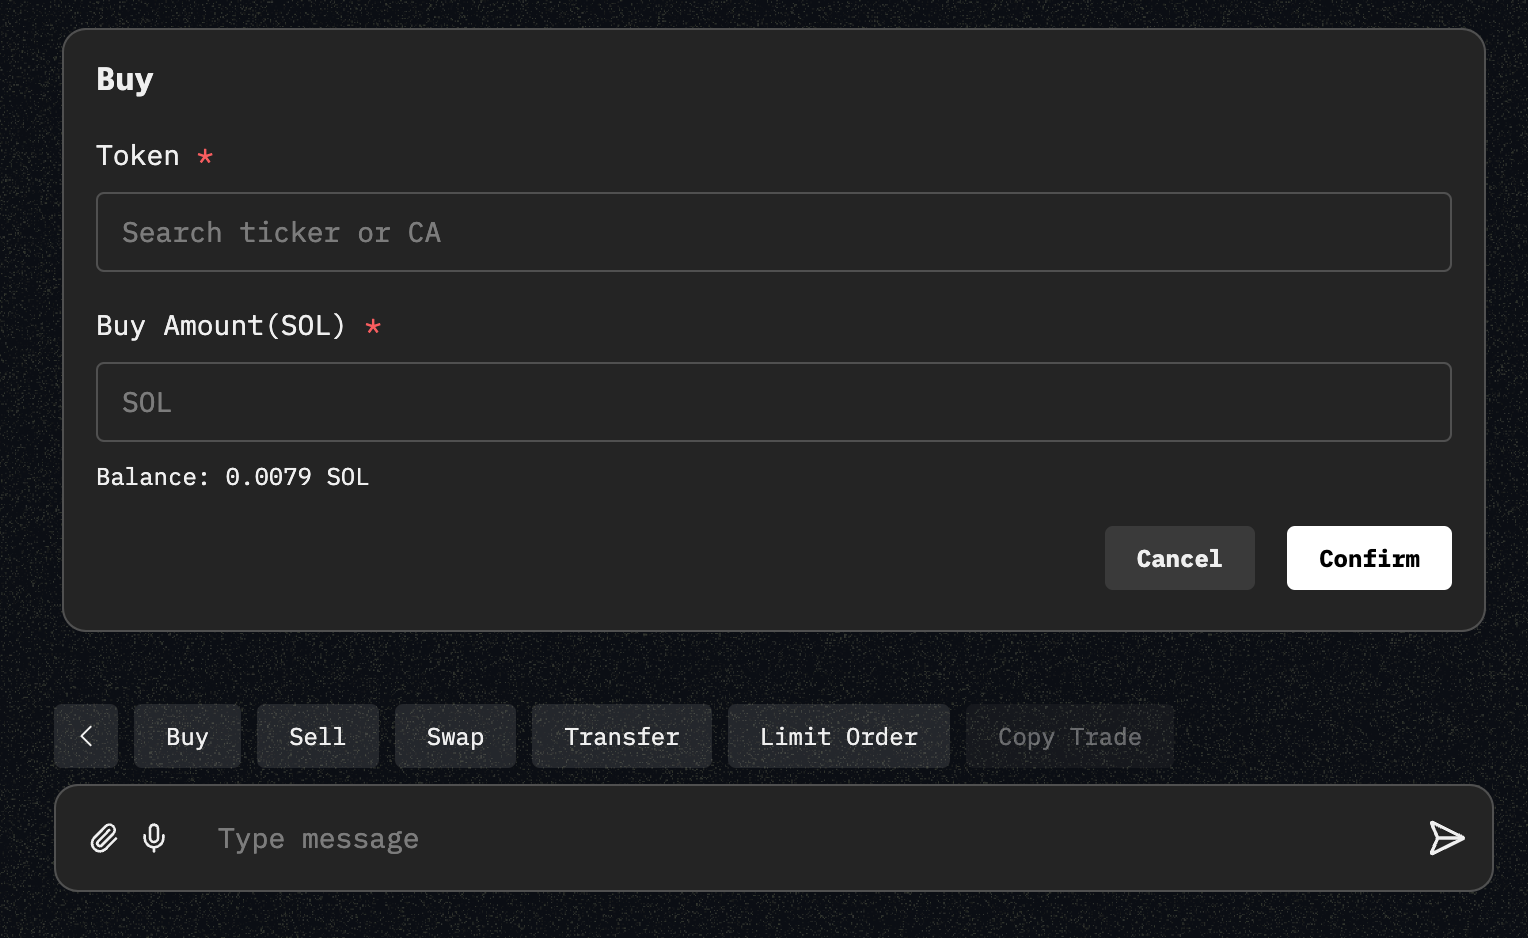 Buy
Token *
Search ticker or CA
Buy Amount(SOL) *
SOL
Balance: 0.0079 SOL
Cancel Confirm
Buy Sell Swap Transfer Limit Order Copy Trade
Type message